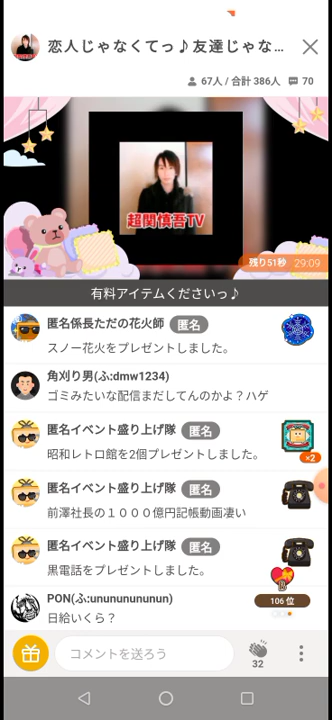 恋人じゃなくてっ♪友達じゃな…
67人 / 合計 386人 70
超関慎吾TV
残り51秒 29:09
有料アイテムくださいっ♪
匿名係長ただの花火師 匿名
スノー花火をプレゼントしました。
角刈り男(ふ:dmw1234)
ゴミみたいな配信まだしてんのかよ？ハゲ
匿名イベント盛り上げ隊 匿名
昭和レトロ館を2個プレゼントしました。
×2
匿名イベント盛り上げ隊 匿名
前澤社長の１０００億円記帳動画凄い
匿名イベント盛り上げ隊 匿名
黒電話をプレゼントしました。
PON(ふ:unununununun)
106 位
日給いくら？
コメントを送ろう
32